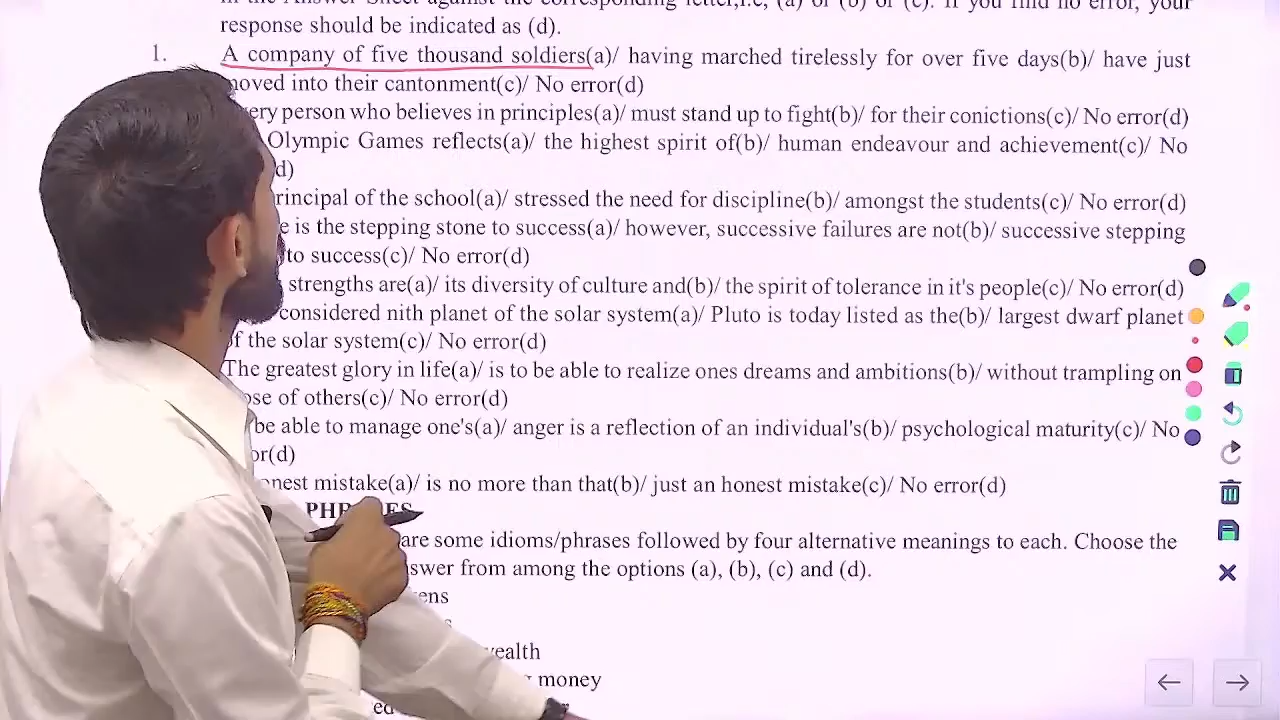 in the Answer Sheet against the corresponding letter,i.e, (a) or (b) or (c). If you find no error, your
response should be indicated as (d).
1. A company of five thousand soldiers(a)/ having marched tirelessly for over five days(b)/ have just
moved into their cantonment(c)/ No error(d)
person who believes in principles(a)/ must stand up to fight(b)/ for their conictions(c)/ No error(d)
Olympic Games reflects(a)/ the highest spirit of(b)/ human endeavour and achievement(c)/ No
of the school(a)/ stressed the need for discipline(b)/ amongst the students(c)/ No error(d)
is the stepping stone to success(a)/ however, successive failures are not(b)/ successive stepping
to success(c)/ No error(d)
strengths are(a)/ its diversity of culture and(b)/ the spirit of tolerance in it's people(c)/ No error(d)
considered nith planet of the solar system(a)/ Pluto is today listed as the(b)/ largest dwarf planet
of the solar system(c)/ No error(d)
The greatest glory in life(a)/ is to be able to realize ones dreams and ambitions(b)/ without trampling on
of others(c)/ No error(d)
be able to manage one's(a)/ anger is a reflection of an individual's(b)/ psychological maturity(c)/ No
mistake(a)/ is no more than that(b)/ just an honest mistake(c)/ No error(d)
are some idioms/phrases followed by four alternative meanings to each. Choose the
from among the options (a), (b), (c) and (d).
money